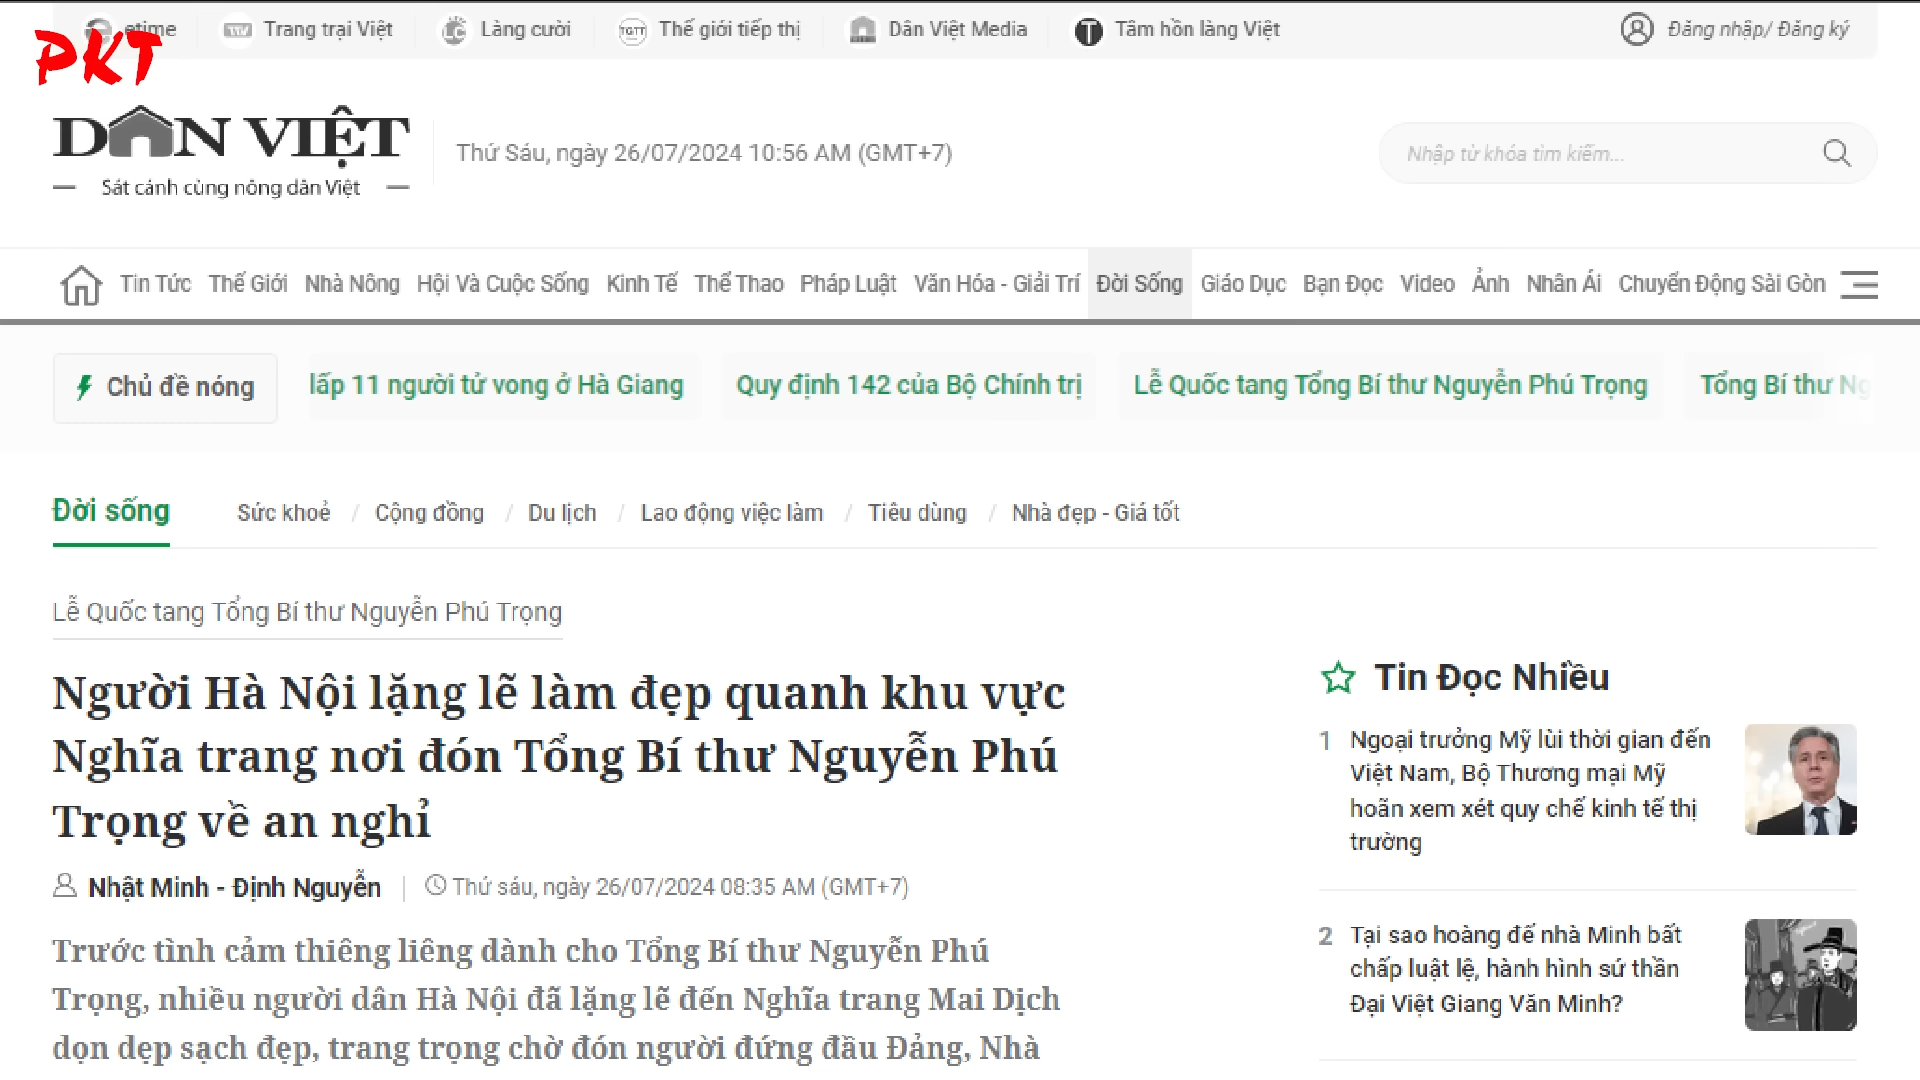 etime Trang trại Việt Làng cười Thế giới tiếp thị Dân Việt Media Tâm hồn làng Việt Đăng nhập/ Đăng ký
PKT
DÂN VIỆT
Sát cánh cùng nông dân Việt
Thứ Sáu, ngày 26/07/2024 10:56 AM (GMT+7)
Nhập từ khóa tìm kiếm...
Tin Tức Thế Giới Nhà Nông Hội Và Cuộc Sống Kinh Tế Thể Thao Pháp Luật Văn Hóa - Giải Trí Đời Sống Giáo Dục Bạn Đọc Video Ảnh Nhân Ái Chuyển Động Sài Gòn
Chủ đề nóng lấp 11 người tử vong ở Hà Giang Quy định 142 của Bộ Chính trị Lễ Quốc tang Tổng Bí thư Nguyễn Phú Trọng Tổng Bí thư Ng
Đời sống Sức khoẻ / Cộng đồng / Du lịch / Lao động việc làm / Tiêu dùng / Nhà đẹp - Giá tốt
Lễ Quốc tang Tổng Bí thư Nguyễn Phú Trọng
Người Hà Nội lặng lẽ làm đẹp quanh khu vực
Nghĩa trang nơi đón Tổng Bí thư Nguyễn Phú
Trọng về an nghỉ
Nhật Minh - Định Nguyễn | Thứ sáu, ngày 26/07/2024 08:35 AM (GMT+7)
Trước tình cảm thiêng liêng dành cho Tổng Bí thư Nguyễn Phú
Trọng, nhiều người dân Hà Nội đã lặng lẽ đến Nghĩa trang Mai Dịch
dọn dẹp sạch đẹp, trang trọng chờ đón người đứng đầu Đảng, Nhà
Tin Đọc Nhiều
1 Ngoại trưởng Mỹ lùi thời gian đến
Việt Nam, Bộ Thương mại Mỹ
hoãn xem xét quy chế kinh tế thị
trường
2 Tại sao hoàng đế nhà Minh bất
chấp luật lệ, hành hình sứ thần
Đại Việt Giang Văn Minh?